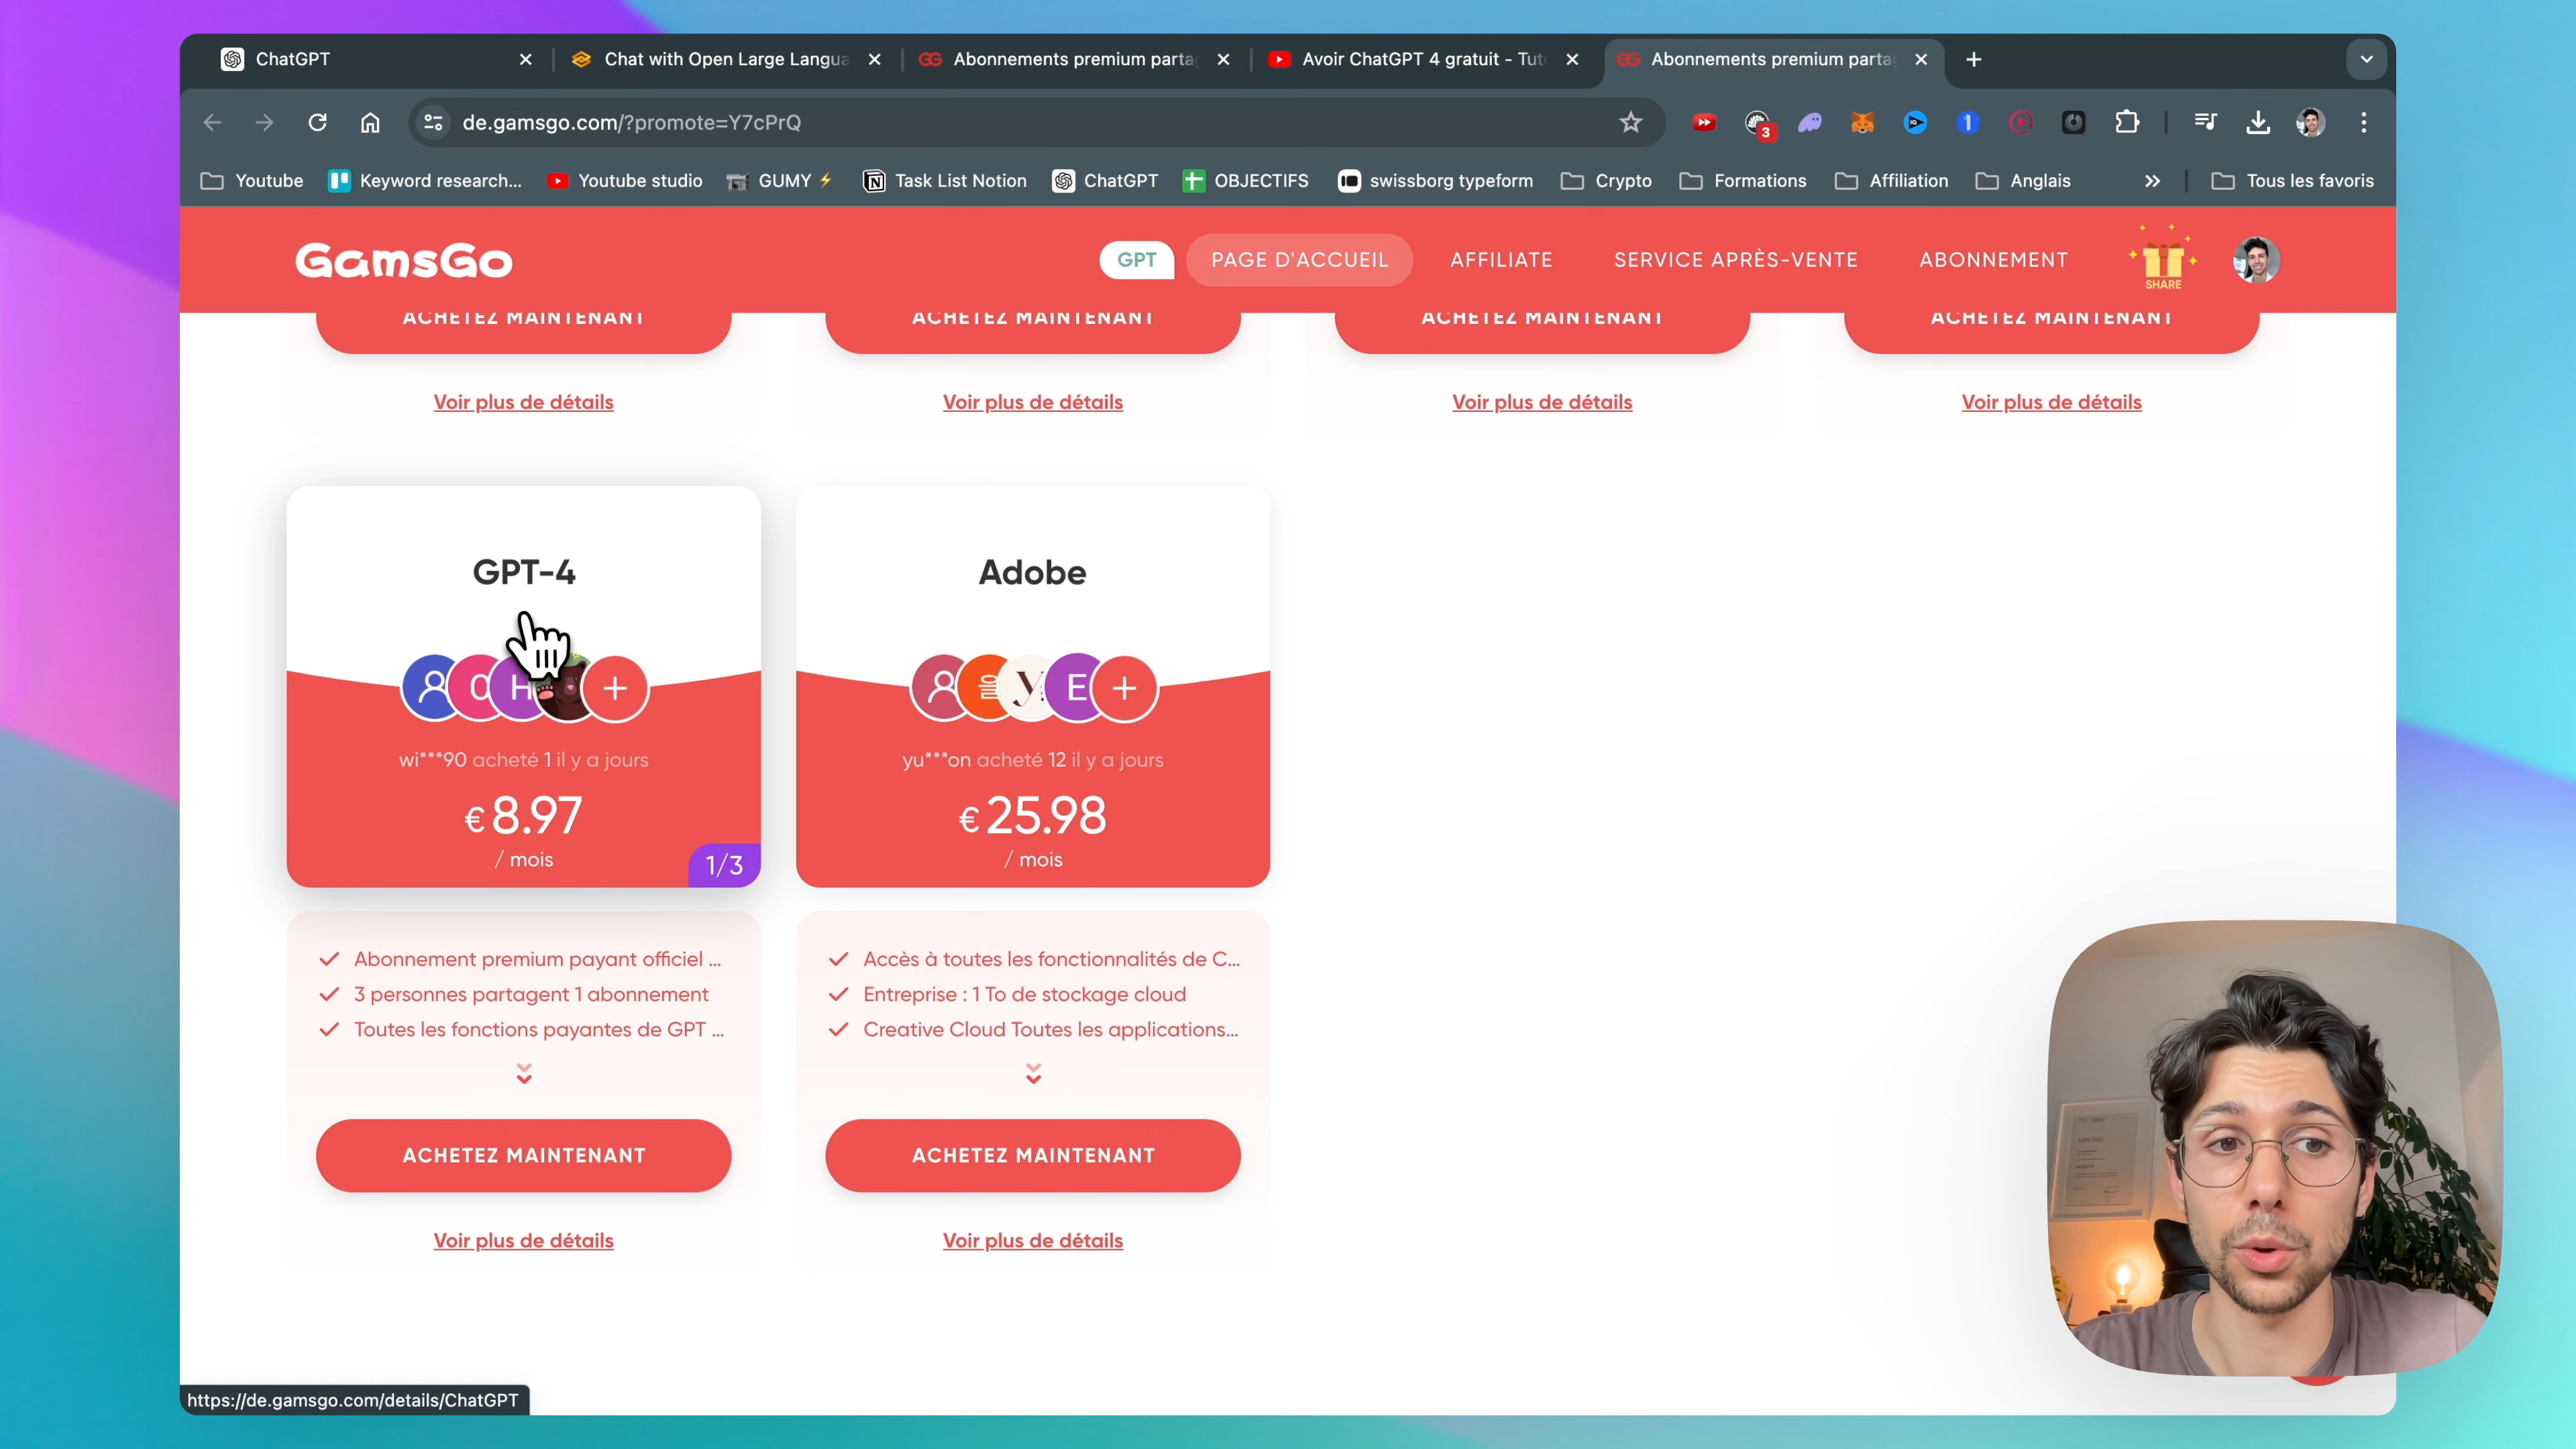 ChatGPT
Chat with Open Large Langua
Abonnements premium parta
Avoir ChatGPT 4 gratuit - Tut
Abonnements premium parta
de.gamsgo.com/?promote=Y7cPrQ
3
Youtube
Keyword research...
Youtube studio
GUMY ⚡
Task List Notion
ChatGPT
OBJECTIFS
swissborg typeform
Crypto
Formations
Affiliation
Anglais
Tous les favoris
GamsGo
GPT
PAGE D'ACCUEIL
AFFILIATE
SERVICE APRÈS-VENTE
ABONNEMENT
SHARE
ACHETEZ MAINTENANT
ACHETEZ MAINTENANT
ACHETEZ MAINTENANT
ACHETEZ MAINTENANT
Voir plus de détails
Voir plus de détails
Voir plus de détails
Voir plus de détails
GPT-4
H
wi***90 acheté 1 il y a jours
€ 8.97
/ mois
1/3
Abonnement premium payant officiel ...
3 personnes partagent 1 abonnement
Toutes les fonctions payantes de GPT ...
ACHETEZ MAINTENANT
Voir plus de détails
Adobe
E
yu***on acheté 12 il y a jours
€ 25.98
/ mois
Accès à toutes les fonctionnalités de C...
Entreprise : 1 To de stockage cloud
Creative Cloud Toutes les applications...
ACHETEZ MAINTENANT
Voir plus de détails
https://de.gamsgo.com/details/ChatGPT